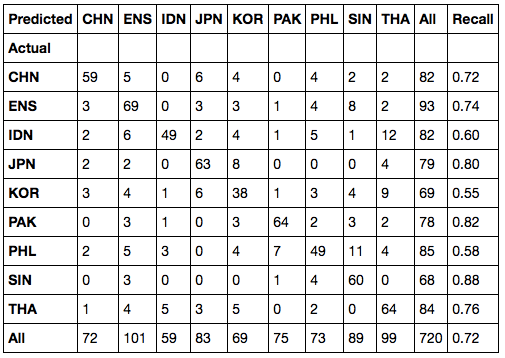 Predicted CHN ENS IDN JPN KOR PAK PHL SIN THA All Recall
Actual
CHN 59 5 0 6 4 0 4 2 2 82 0.72
ENS 3 69 0 3 3 1 4 8 2 93 0.74
IDN 2 6 49 2 4 1 5 1 12 82 0.60
JPN 2 2 0 63 8 0 0 0 4 79 0.80
KOR 3 4 1 6 38 1 3 4 9 69 0.55
PAK 0 3 1 0 3 64 2 3 2 78 0.82
PHL 2 5 3 0 4 7 49 11 4 85 0.58
SIN 0 3 0 0 0 1 4 60 0 68 0.88
THA 1 4 5 3 5 0 2 0 64 84 0.76
All 72 101 59 83 69 75 73 89 99 720 0.72